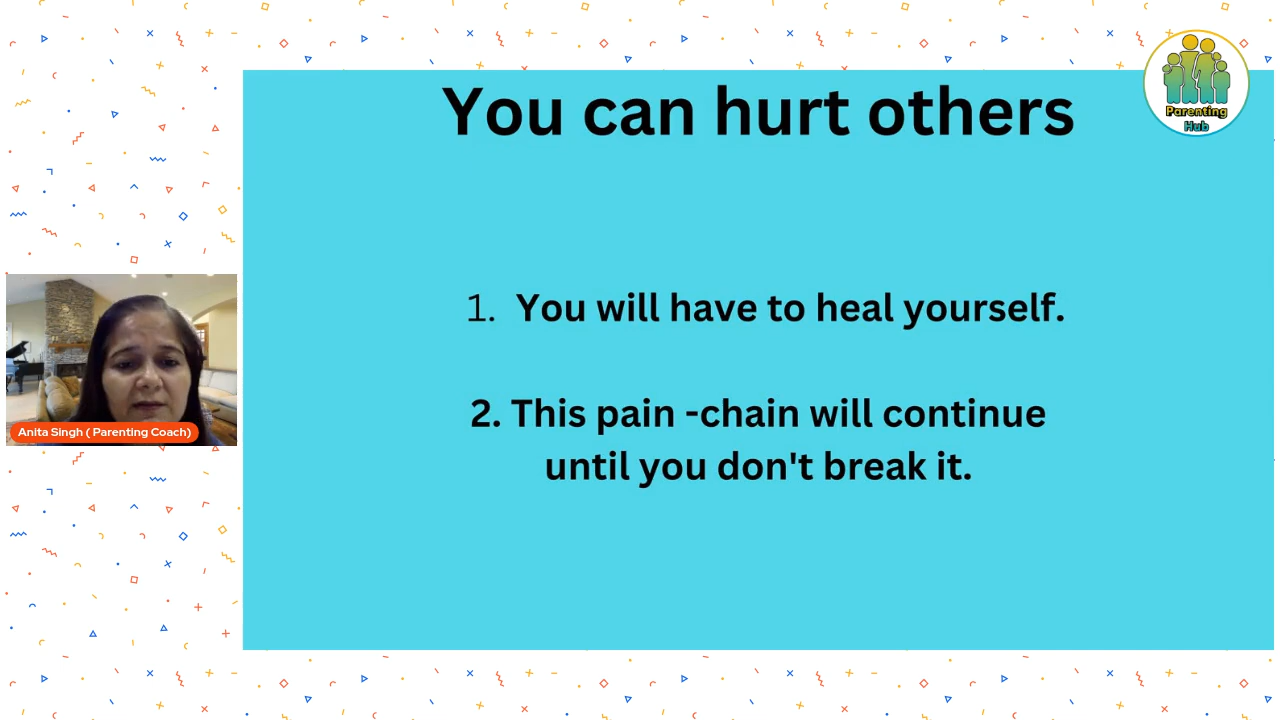 You can hurt others
Parenting
Hub
1. You will have to heal yourself.
2. This pain -chain will continue
until you don't break it.
Anita Singh ( Parenting Coach)